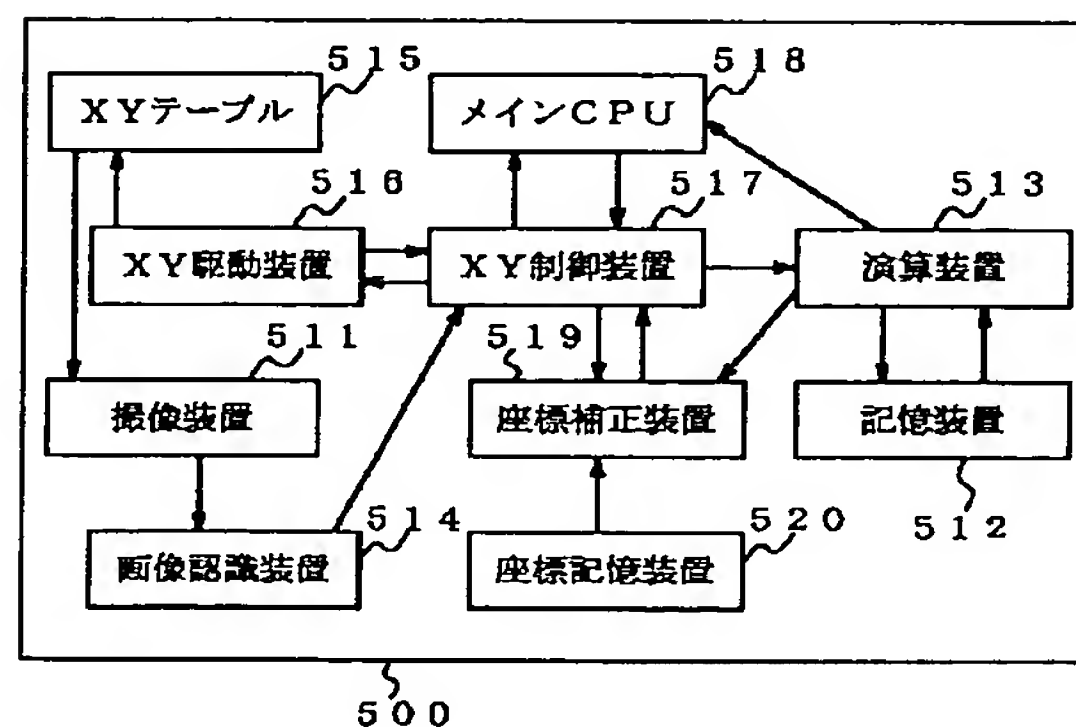 ５１５
ＸＹテーブル
５１８
メインＣＰＵ
５１６
ＸＹ駆動装置
５１７
ＸＹ制御装置
５１３
演算装置
５１１
撮像装置
５１９
座標補正装置
記憶装置
５１２
５１４
画像認識装置
５２０
座標記憶装置
５００